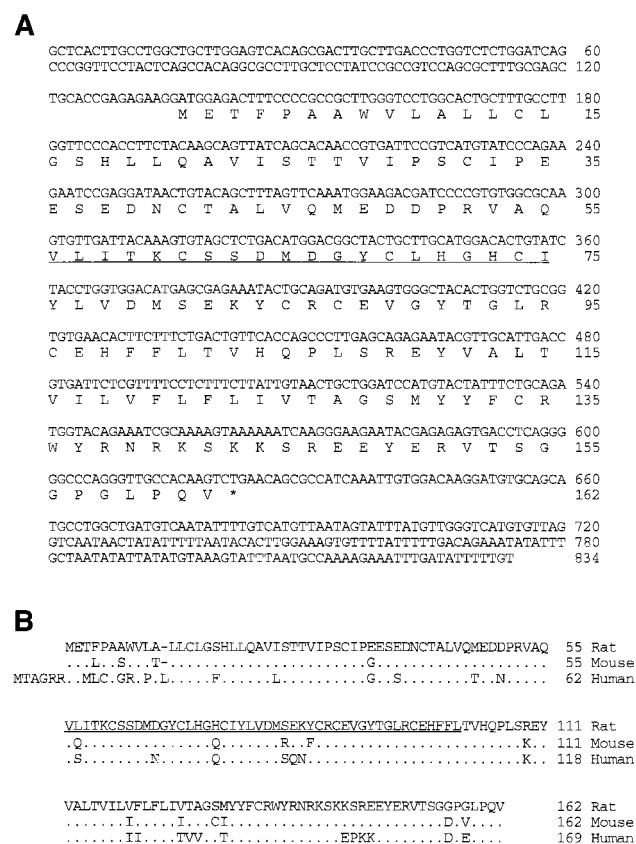 A
GCTCACTTGCCTGGCTGCTTGGAGTCACAGCGACTTGCTTGACCCTGGTCTCTGGATCAG 60
CCCGGTTCCTACTCAGCCACAGGCGCCTTGCTCCTATCCGCCGTCCAGCGCTTTGCGAGC 120
TGCACCGAGAGAAGGATGGAGACTTTCCCCGCCGCTTGGGTCCTGGCACTGCTTTGCCTT 180
M E T F P A A W V L A L L C L 15
GGTTCCCACCTTCTACAAGCAGTTATCAGCACAACCGTGATTCCGTCATGTATCCCAGAA 240
G S H L L Q A V I S T T V I P S C I P E 35
GAATCCGAGGATAACTGTACAGCTTTAGTTCAAATGGAAGACGATCCCCGTGTGGCGCAA 300
E S E D N C T A L V Q M E D D P R V A Q 55
GTGTTGATTACAAAGTGTAGCTCTGACATGGACGGCTACTGCTTGCATGGACACTGTATC 360
V L I T K C S S D M D G Y C L H G H C I 75
TACCTGGTGGACATGAGCGAGAAATACTGCAGATGTGAAGTGGGCTACACTGGTCTGCGG 420
Y L V D M S E K Y C R C E V G Y T G L R 95
TGTGAACACTTCTTTCTGACTGTTCACCAGCCCTTGAGCAGAGAATACGTTGCATTGACC 480
C E H F F L T V H Q P L S R E Y V A L T 115
GTGATTCTCGTTTTCCTCTTTCTTATTGTAACTGCTGGATCCATGTACTATTTCTGCAGA 540
V I L V F L F L I V T A G S M Y Y F C R 135
TGGTACAGAAATCGCAAAAGTAAAAAATCAAGGGAAGAATACGAGAGAGTGACCTCAGGG 600
W Y R N R K S K K S R E E Y E R V T S G 155
GGCCCAGGGTTGCCACAAGTCTGAACAGCGCCATCAAATTGTGGACAAGGATGTGCAGCA 660
G P G L P Q V * 162
TGCCTGGCTGATGTCAATATTTTGTCATGTTAATAGTATTTATGTTGGGTCATGTGTTAG 720
GTCAATAACTATATTTTTAATACACTTGGAAAGTGTTTTATTTTTGACAGAAATATATTT 780
GCTAATATATTATATGTAAAGTATTTAATGCCAAAAGAAATTTGATATTTTTGT 834
B
METFPAAWVLA-LLCLGSHLLQAVISTTVIPSCIPEESEDNCTALVQMEDDPRVAQ 55 Rat
...L..S...T-.......................G.................... 55 Mouse
MTAGRR..MLC.GR.P.L.....F......L..........G..S........T..N..... 62 Human
VLITKCSSDMDGYCLHGHCIYLVDMSEKYCRCEVGYTGLRCEHFFLTVHQPLSREY 111 Rat
.Q...............Q.......R..F........................K.. 111 Mouse
.S........N......Q.......SQN.........................K.. 118 Human
VALTVILVFLFLIVTAGSMYYFCRWYRNRKSKKSREEYERVTSGGPGLPQV 162 Rat
.......I.....I...CI.........................D.V.... 162 Mouse
.......II....TVV..M.............EPKK........D.E.... 169 Human